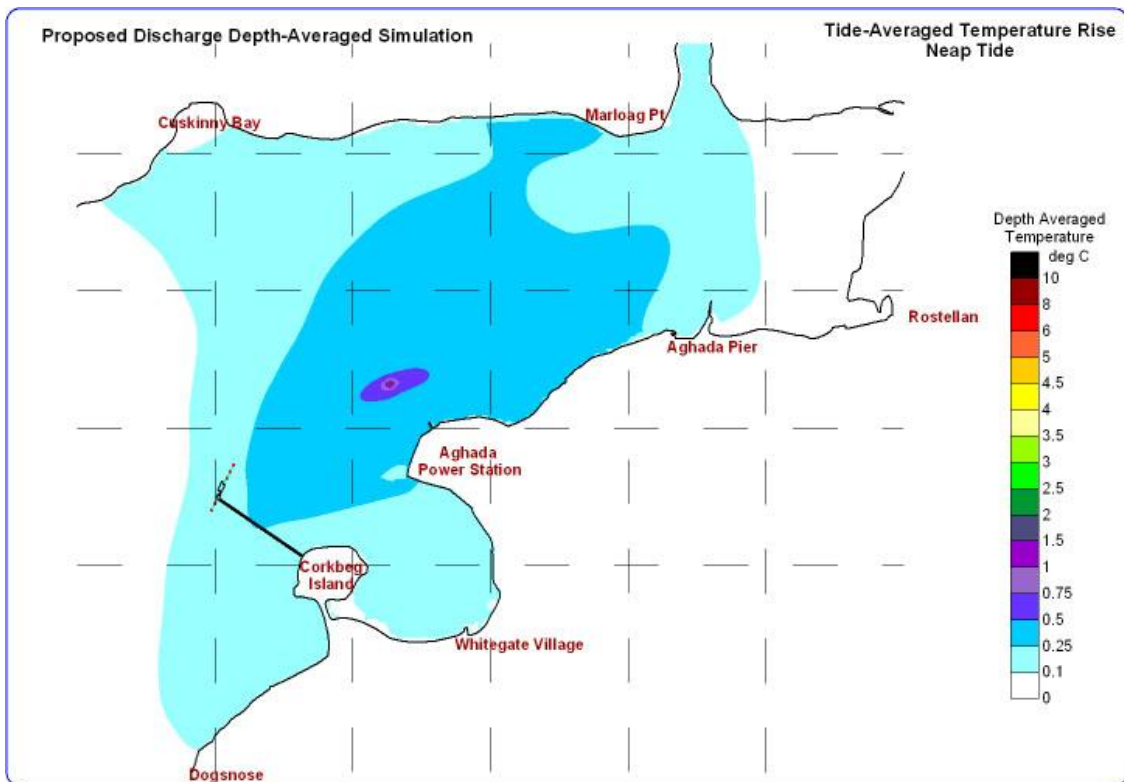 Proposed Discharge Depth-Averaged Simulation
Tide-Averaged Temperature Rise
Neap Tide
Cuskinny Bay
Marloag Pt
Depth Averaged
Temperature
deg C
10
8
6
5
4.5
4
3.5
3
2.5
2
1.5
1
0.75
0.5
0.25
0.1
0
Rostellan
Aghada Pier
Aghada
Power Station
Corkbeg
Island
Whitegate Village
Dogsnose